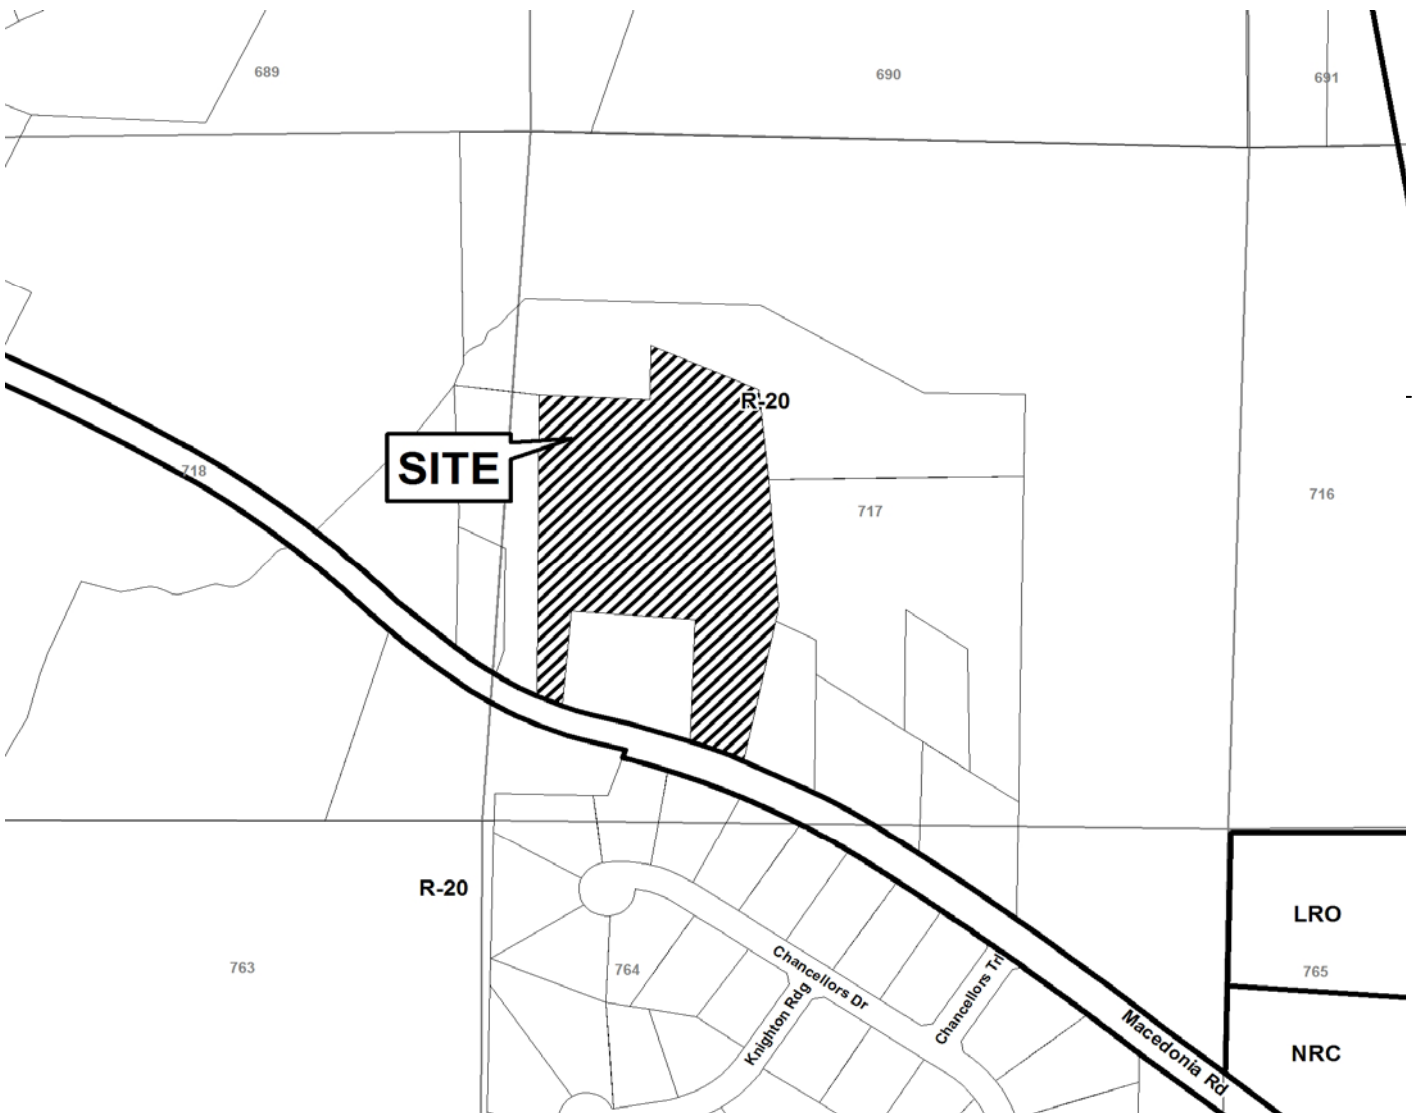 689
690
691
R-20
SITE
718
717
716
R-20
LRO
763
764
765
Chancellors Dr
Chancellors Trl
Knighton Rdg
Macedonia Rd
NRC